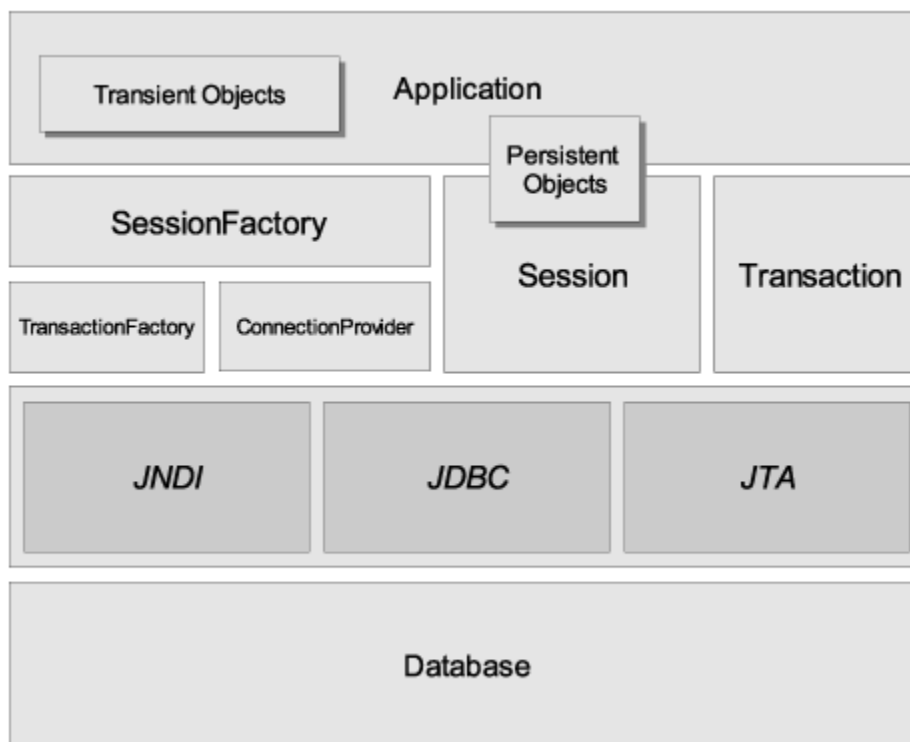 Transient Objects
Application
Persistent
Objects
SessionFactory
Session
Transaction
TransactionFactory
ConnectionProvider
JNDI
JDBC
JTA
Database